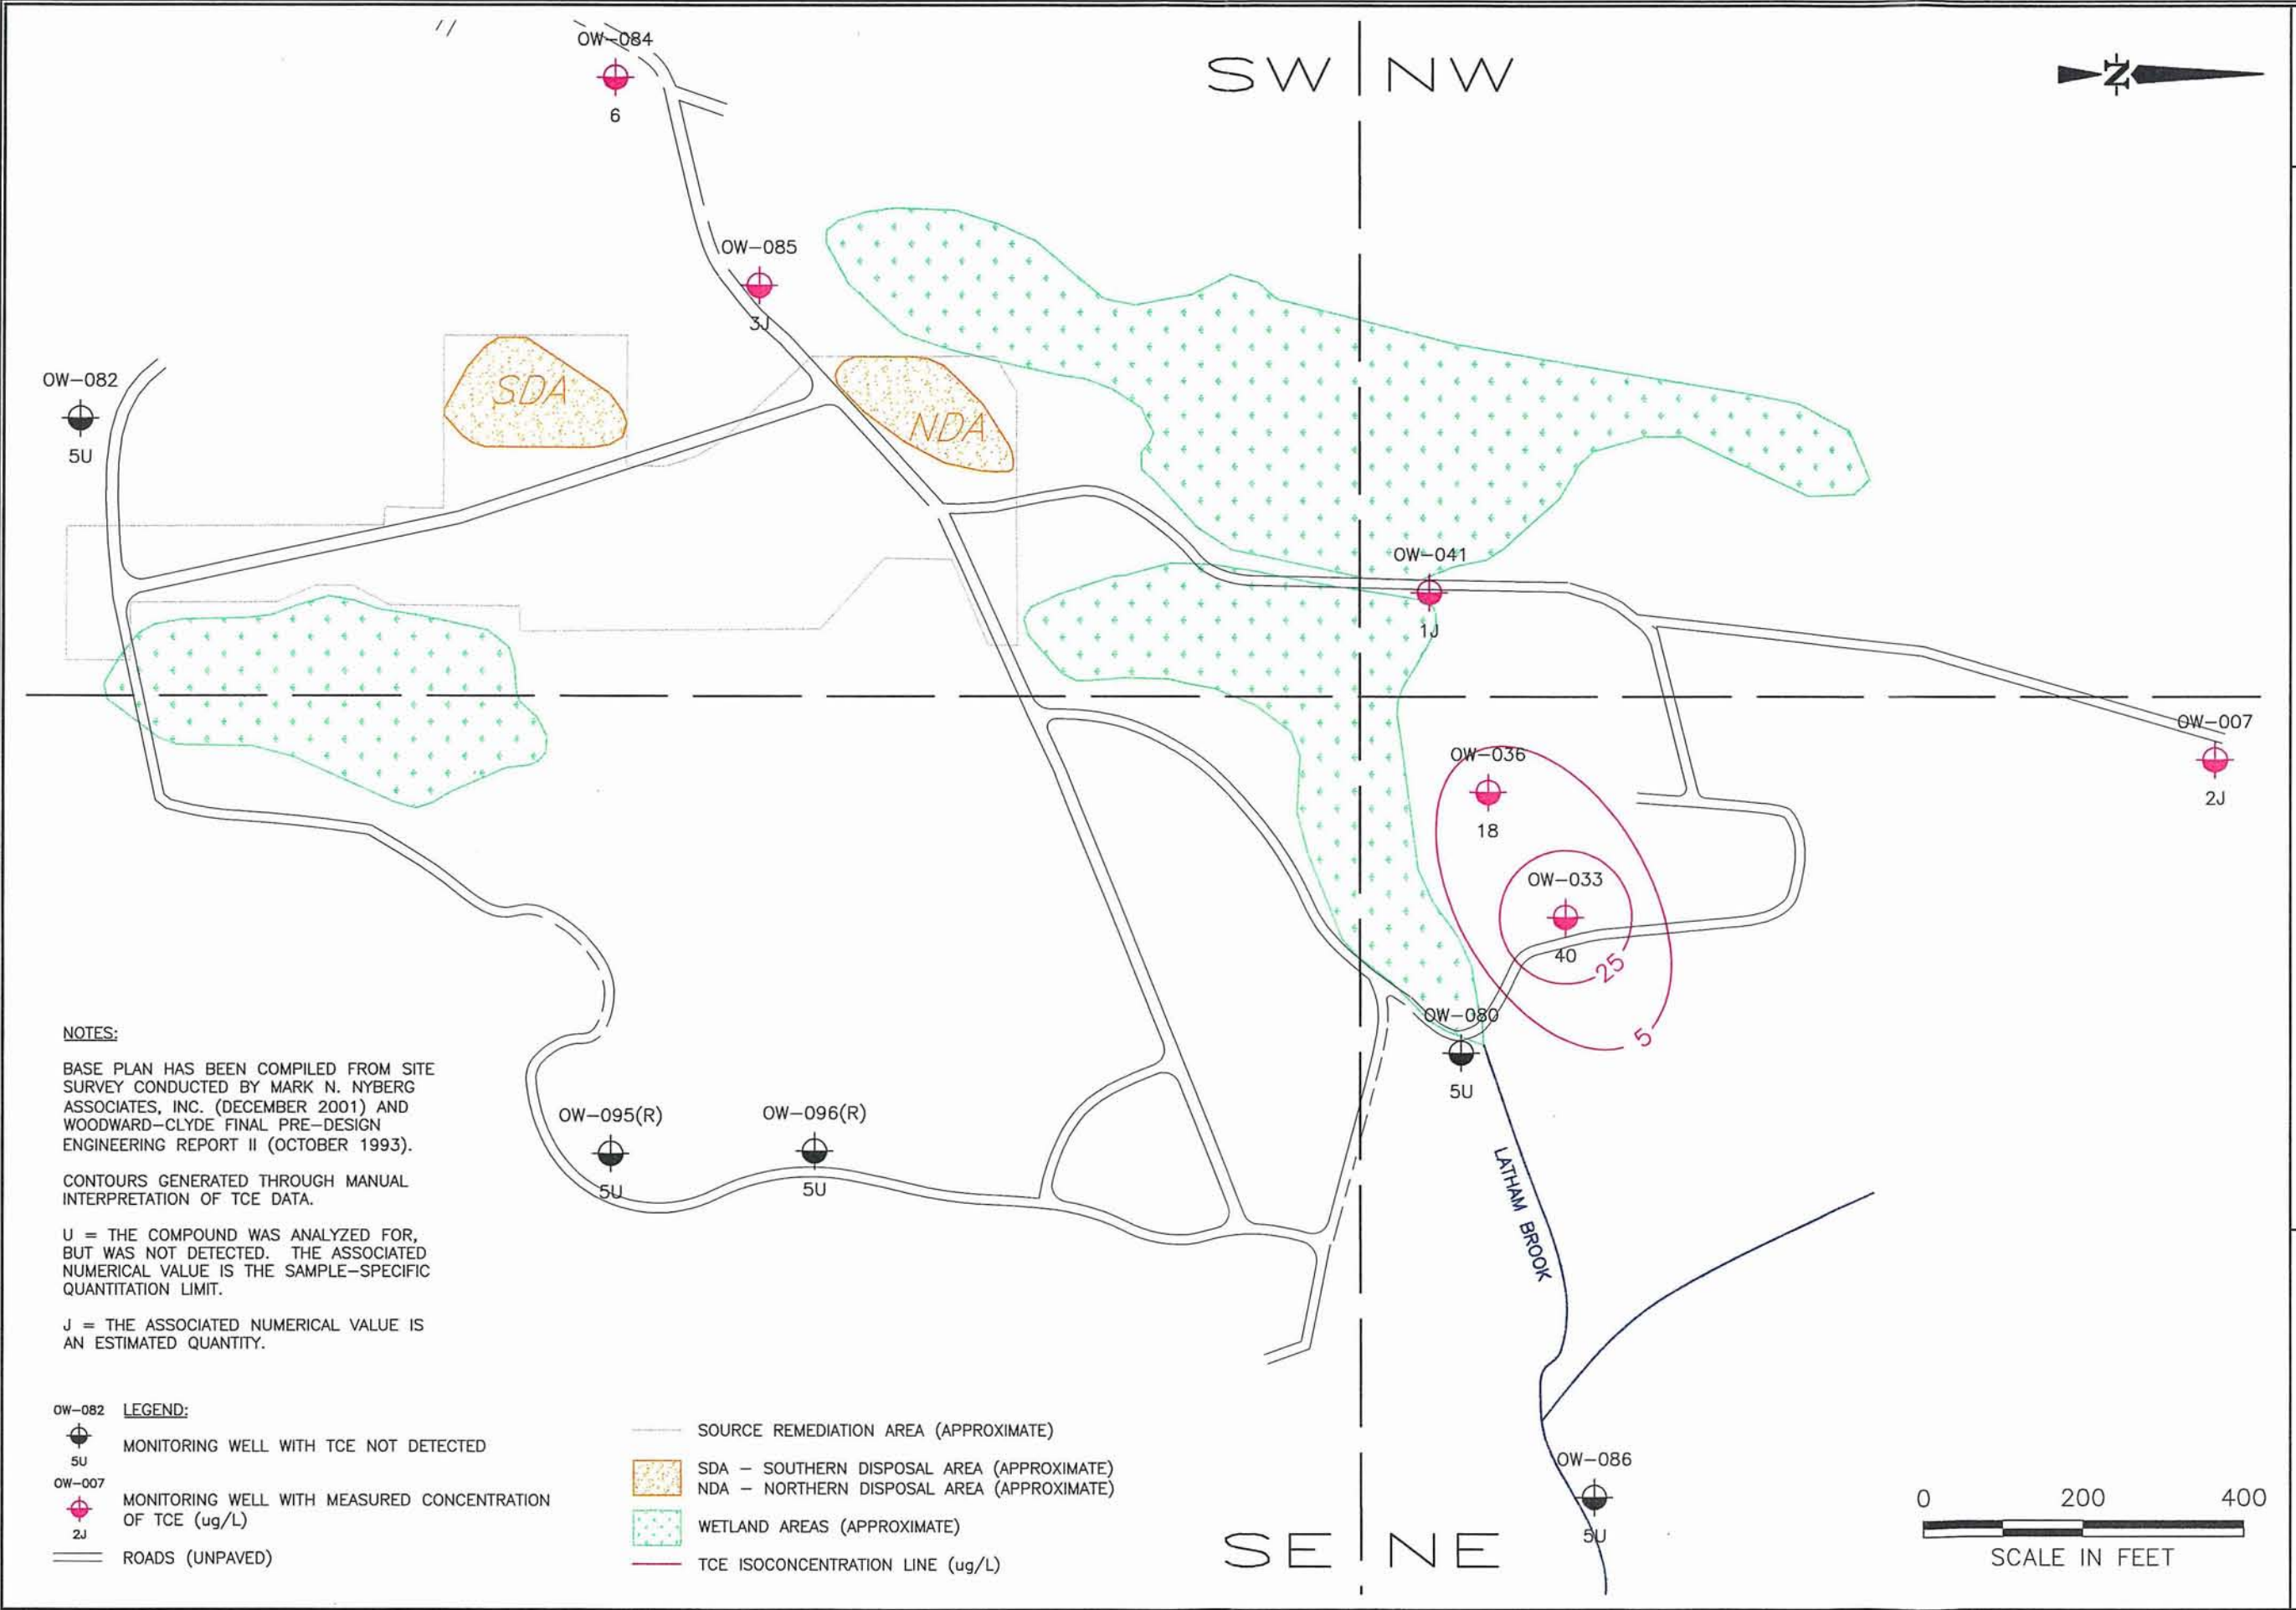 OW-084
6
SW NW
N
OW-085
3J
OW-082
5U
SDA
NDA
OW-041
1J
OW-007
2J
OW-036
18
OW-033
40
25
5
OW-080
5U
OW-095(R)
5U
OW-096(R)
5U
LATHAM BROOK
OW-086
5U
SE NE
0 200 400
SCALE IN FEET
NOTES:
BASE PLAN HAS BEEN COMPILED FROM SITE
SURVEY CONDUCTED BY MARK N. NYBERG
ASSOCIATES, INC. (DECEMBER 2001) AND
WOODWARD-CLYDE FINAL PRE-DESIGN
ENGINEERING REPORT II (OCTOBER 1993).
CONTOURS GENERATED THROUGH MANUAL
INTERPRETATION OF TCE DATA.
U = THE COMPOUND WAS ANALYZED FOR,
BUT WAS NOT DETECTED. THE ASSOCIATED
NUMERICAL VALUE IS THE SAMPLE-SPECIFIC
QUANTITATION LIMIT.
J = THE ASSOCIATED NUMERICAL VALUE IS
AN ESTIMATED QUANTITY.
LEGEND:
OW-082
5U
MONITORING WELL WITH TCE NOT DETECTED
OW-007
2J
MONITORING WELL WITH MEASURED CONCENTRATION
OF TCE (ug/L)
ROADS (UNPAVED)
SOURCE REMEDIATION AREA (APPROXIMATE)
SDA - SOUTHERN DISPOSAL AREA (APPROXIMATE)
NDA - NORTHERN DISPOSAL AREA (APPROXIMATE)
WETLAND AREAS (APPROXIMATE)
TCE ISOCONCENTRATION LINE (ug/L)